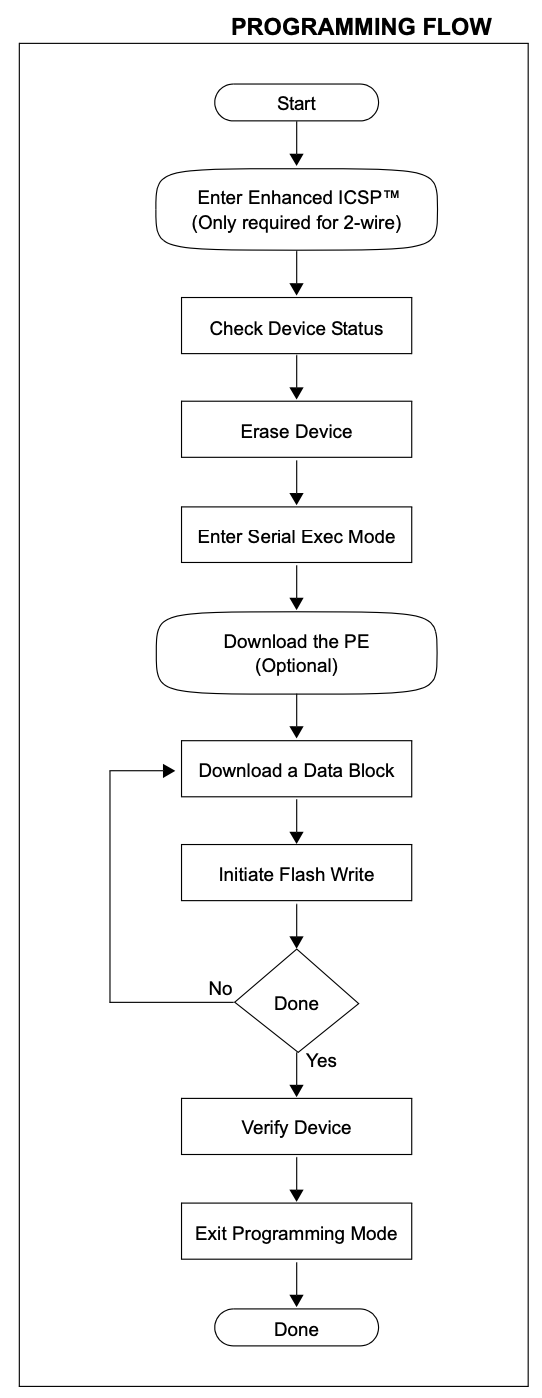 PROGRAMMING FLOW
Start
Enter Enhanced ICSP™
(Only required for 2-wire)
Check Device Status
Erase Device
Enter Serial Exec Mode
Download the PE
(Optional)
Download a Data Block
Initiate Flash Write
No
Done
Yes
Verify Device
Exit Programming Mode
Done